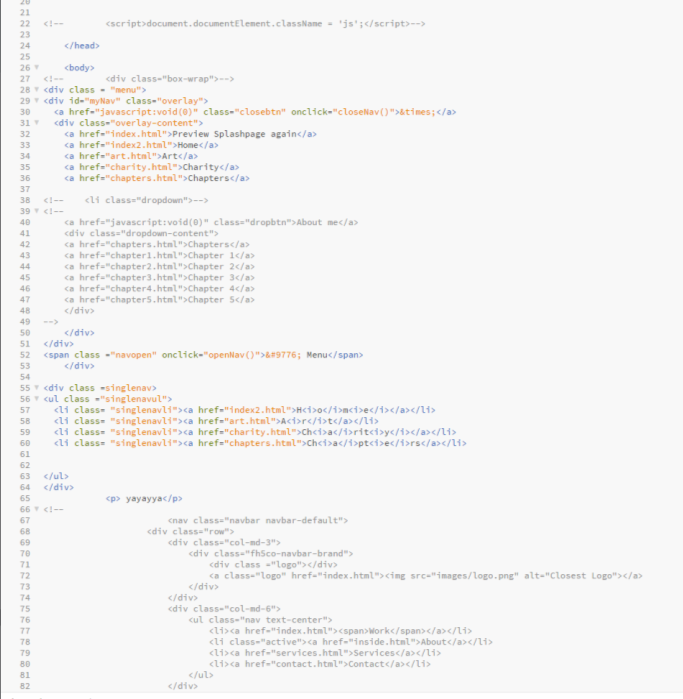 20
21
22 <!-- <script>document.documentElement.className = 'js';</script>-->
23
24 </head>
25
26 <body>
27 <!-- <div class="box-wrap">-->
28 <div class = "menu">
29 <div id="myNav" class="overlay">
30 <a href="javascript:void(0)" class="closebtn" onclick="closeNav()">&times;</a>
31 <div class="overlay-content">
32 <a href="index.html">Preview Splashpage again</a>
33 <a href="index2.html">Home</a>
34 <a href="art.html">Art</a>
35 <a href="charity.html">Charity</a>
36 <a href="chapters.html">Chapters</a>
37
38 <!-- <li class="dropdown">-->
39 <!--
40 <a href="javascript:void(0)" class="dropbtn">About me</a>
41 <div class="dropdown-content">
42 <a href="chapters.html">Chapters</a>
43 <a href="chapter1.html">Chapter 1</a>
44 <a href="chapter2.html">Chapter 2</a>
45 <a href="chapter3.html">Chapter 3</a>
46 <a href="chapter4.html">Chapter 4</a>
47 <a href="chapter5.html">Chapter 5</a>
48 </div>
49 -->
50 </div>
51 </div>
52 <span class ="navopen" onclick="openNav()">&#9776; Menu</span>
53 </div>
54
55 <div class =singlenav>
56 <ul class ="singlenavul">
57 <li class= "singlenavli"><a href="index2.html">H<i>o</i>m<i>e</i></a></li>
58 <li class= "singlenavli"><a href="art.html">A<i>r</i>t</a></li>
59 <li class= "singlenavli"><a href="charity.html">Ch<i>a</i>rit<i>y</i></a></li>
60 <li class= "singlenavli"><a href="chapters.html">Ch<i>a</i>pt<i>e</i>rs</a></li>
61
62
63 </ul>
64 </div>
65 <p> yayayya</p>
66 <!--
67 <nav class="navbar navbar-default">
68 <div class="row">
69 <div class="col-md-3">
70 <div class="fh5co-navbar-brand">
71 <div class ="logo"></div>
72 <a class="logo" href="index.html"><img src="images/logo.png" alt="Closest Logo"></a>
73 </div>
74 </div>
75 <div class="col-md-6">
76 <ul class="nav text-center">
77 <li><a href="index.html"><span>Work</span></a></li>
78 <li class="active"><a href="inside.html">About</a></li>
79 <li><a href="services.html">Services</a></li>
80 <li><a href="contact.html">Contact</a></li>
81 </ul>
82 </div>